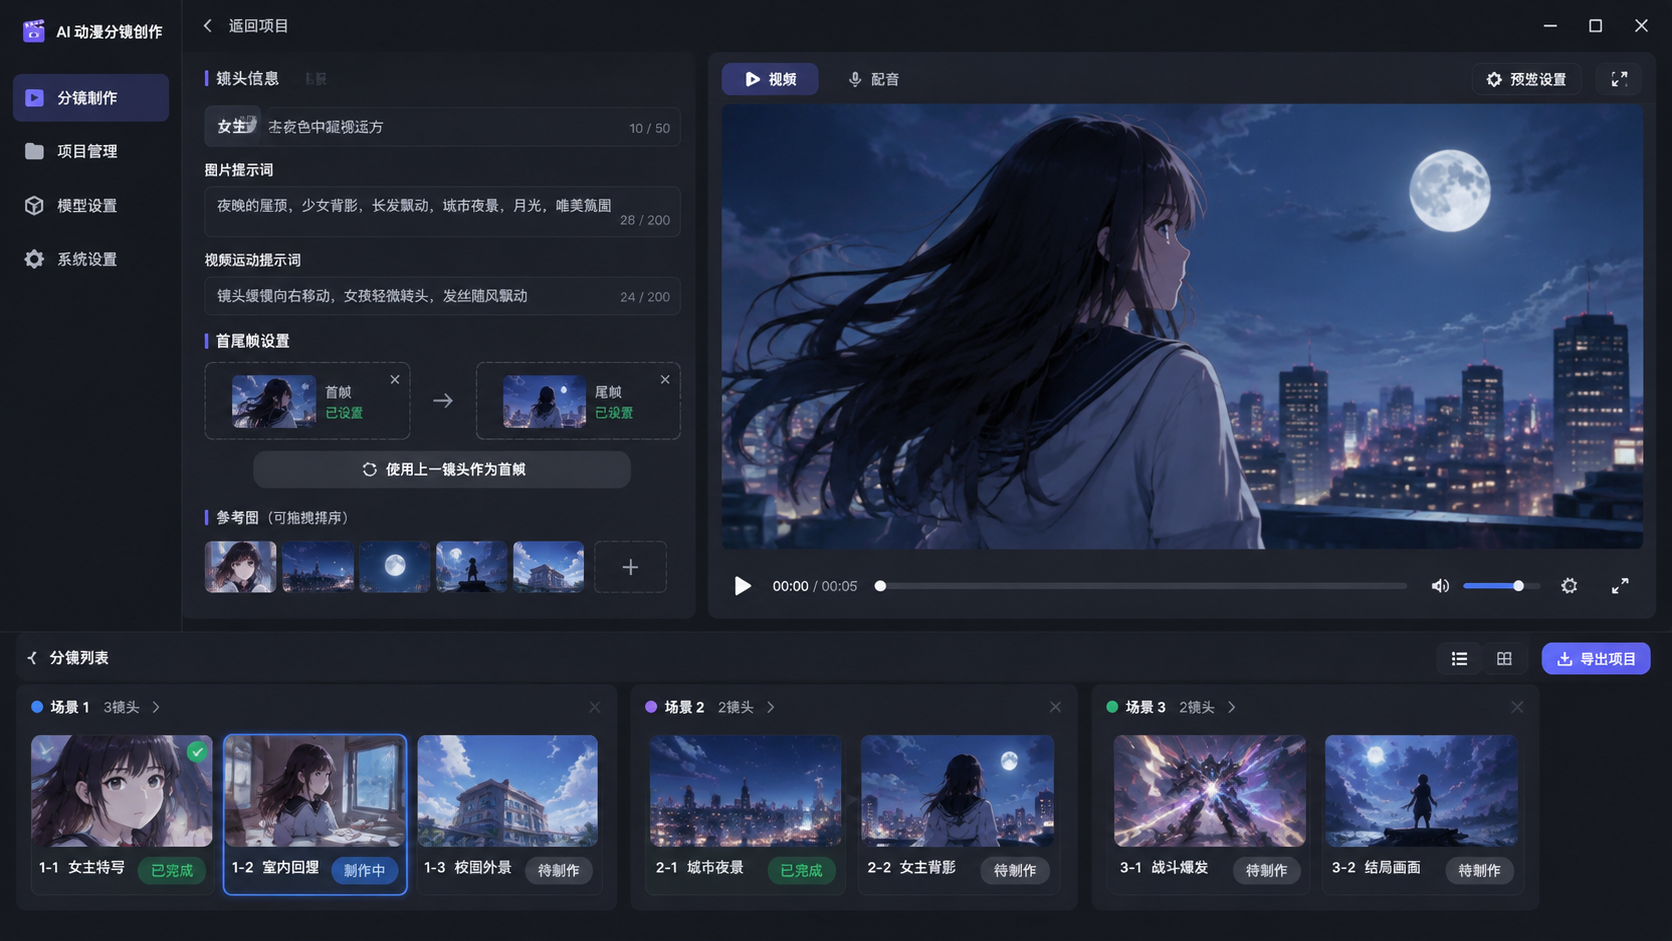 AI 动漫分镜创作
分镜制作
项目管理
模型设置
系统设置
返回项目
镜头信息
女生
10 / 50
图片提示词
夜晚的屋顶，少女背影，长发飘动，城市夜景，月光，唯美氛围
28 / 200
视频运动提示词
镜头缓慢向右移动，女孩轻微转头，发丝随风飘动
24 / 200
首尾帧设置
首帧
已设置
尾帧
已设置
使用上一镜头作为首帧
参考图（可拖拽排序）
视频
配音
预览设置
00:00 / 00:05
分镜列表
导出项目
场景 1 3镜头
1-1 女主特写 已完成
1-2 室内回 制作中
1-3 校园外景 待制作
场景 2 2镜头
2-1 城市夜景 已完成
2-2 女主背影 待制作
场景 3 2镜头
3-1 战斗爆发 待制作
3-2 结局画面 待制作